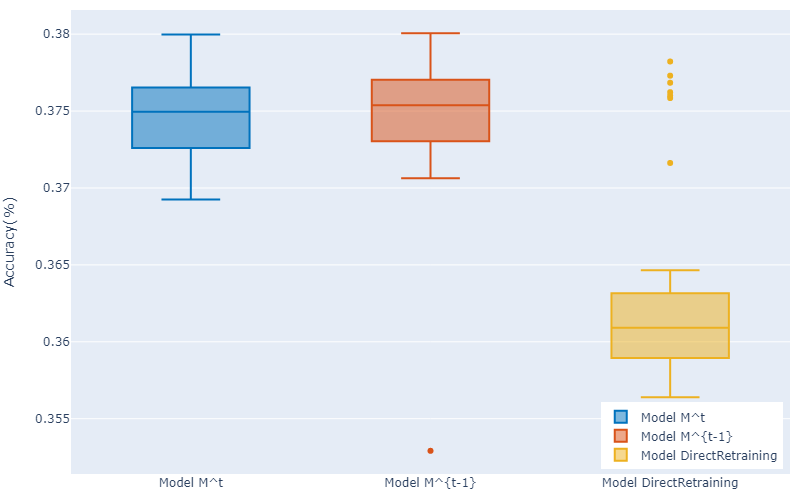 Accuracy(%)
0.38
0.375
0.37
0.365
0.36
0.355
Model M^t
Model M^{t-1}
Model DirectRetraining
Model M^t
Model M^{t-1}
Model DirectRetraining